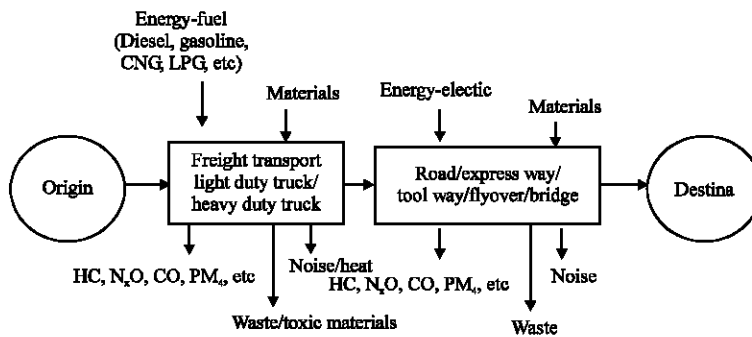 Energy-fuel
(Diesel, gasoline,
CNG, LPG, etc)
Materials
Energy-electic
Materials
Origin
Freight transport
light duty truck/
heavy duty truck
Road/express way/
tool way/flyover/bridge
Destina
HC, NₓO, CO, PM₄, etc
Noise/heat
HC, NₓO, CO, PM₄, etc
Noise
Waste/toxic materials
Waste